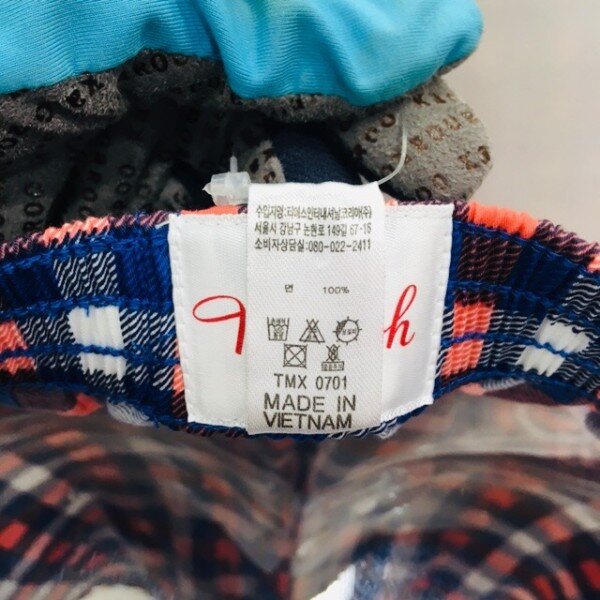 수입자명:티에스인터내셔널코리아(주)
서울시 강남구 논현로 149길 67-16
소비자상담실:080-022-2411
면 100%
h
TMX 0701
MADE IN
VIETNAM